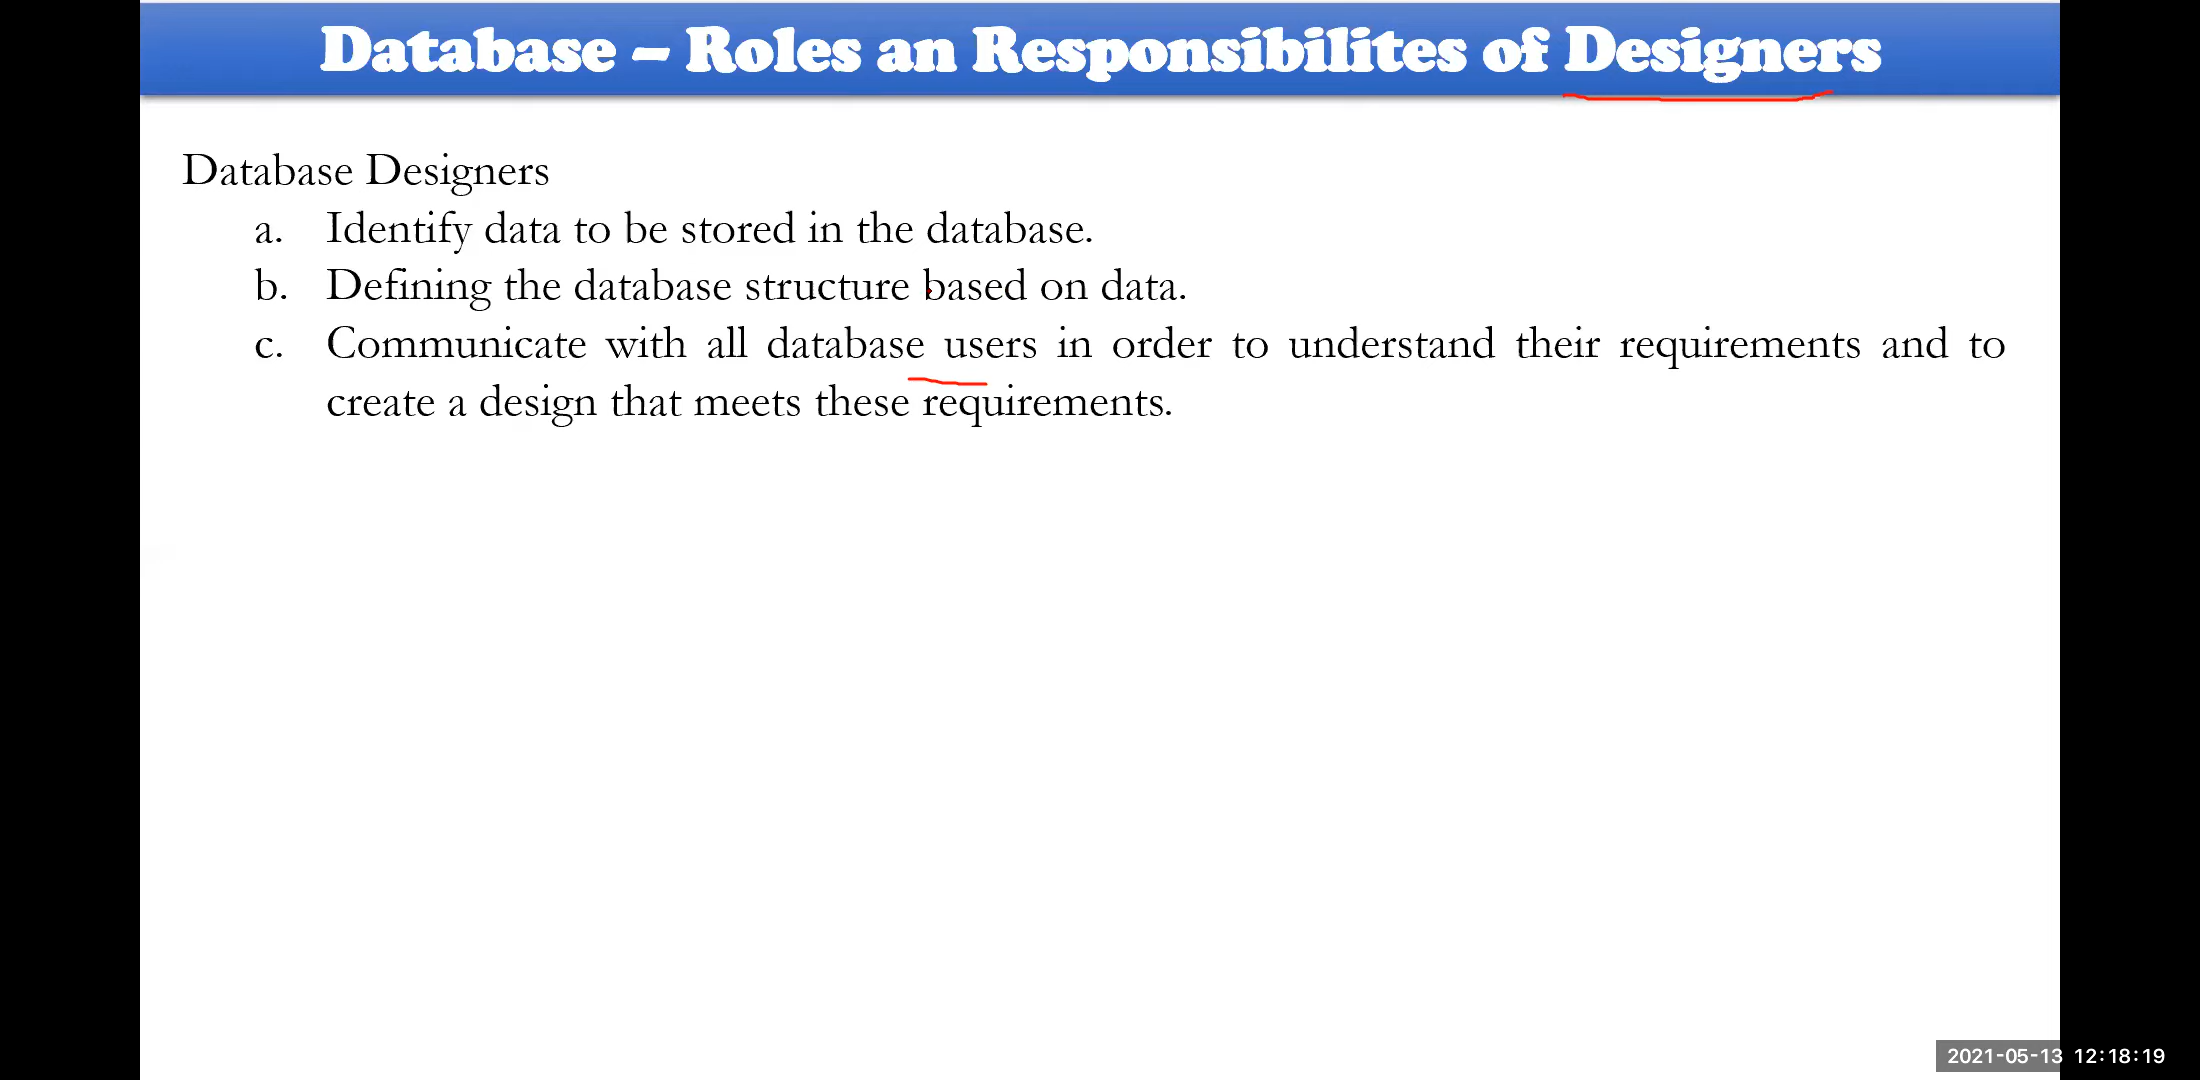 Database – Roles an Responsibilites of Designers
Database Designers
a. Identify data to be stored in the database.
b. Defining the database structure based on data.
c. Communicate with all database users in order to understand their requirements and to
create a design that meets these requirements.
2021-05-13 12:18:19